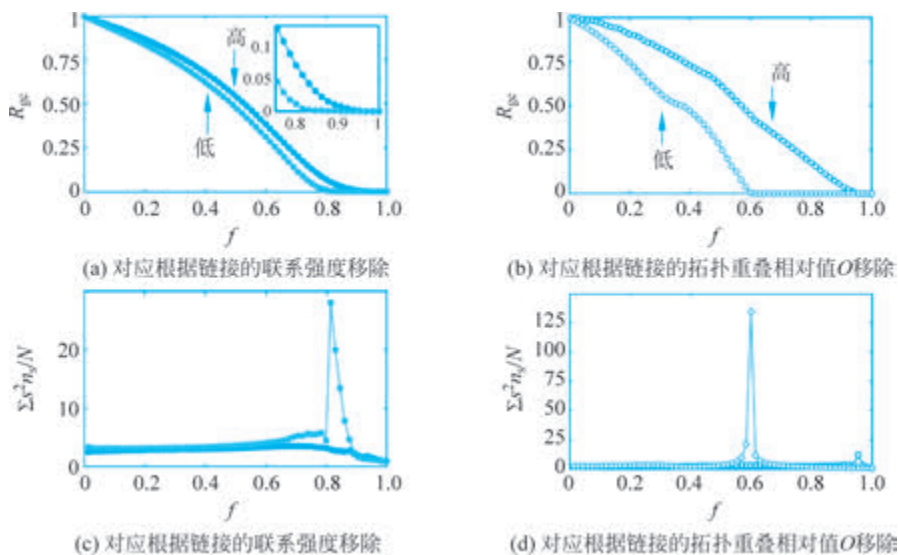 1
0.75
0.50
0.25
0
R_gc
高
低
0.1
0.05
0
0.8
0.9
1
0 0.2 0.4 0.6 0.8 1.0
f
(a) 对应根据链接的联系强度移除
1
0.75
0.50
0.25
0
R_gc
高
低
0 0.2 0.4 0.6 0.8 1.0
f
(b) 对应根据链接的拓扑重叠相对值O移除
20
10
0
Σs²n_s/N
0 0.2 0.4 0.6 0.8 1.0
f
(c) 对应根据链接的联系强度移除
125
100
75
50
25
0
Σs²n_s/N
0 0.2 0.4 0.6 0.8 1.0
f
(d) 对应根据链接的拓扑重叠相对值O移除